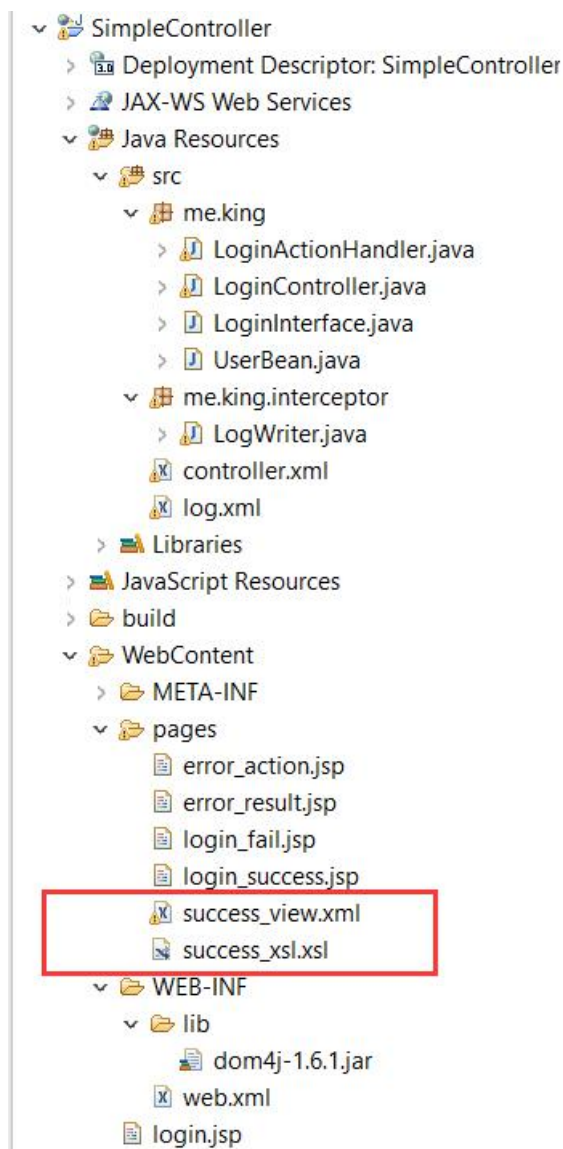 SimpleController
Deployment Descriptor: SimpleController
JAX-WS Web Services
Java Resources
src
me.king
LoginActionHandler.java
LoginController.java
LoginInterface.java
UserBean.java
me.king.interceptor
LogWriter.java
controller.xml
log.xml
Libraries
JavaScript Resources
build
WebContent
META-INF
pages
error_action.jsp
error_result.jsp
login_fail.jsp
login_success.jsp
success_view.xml
success_xsl.xsl
WEB-INF
lib
dom4j-1.6.1.jar
web.xml
login.jsp